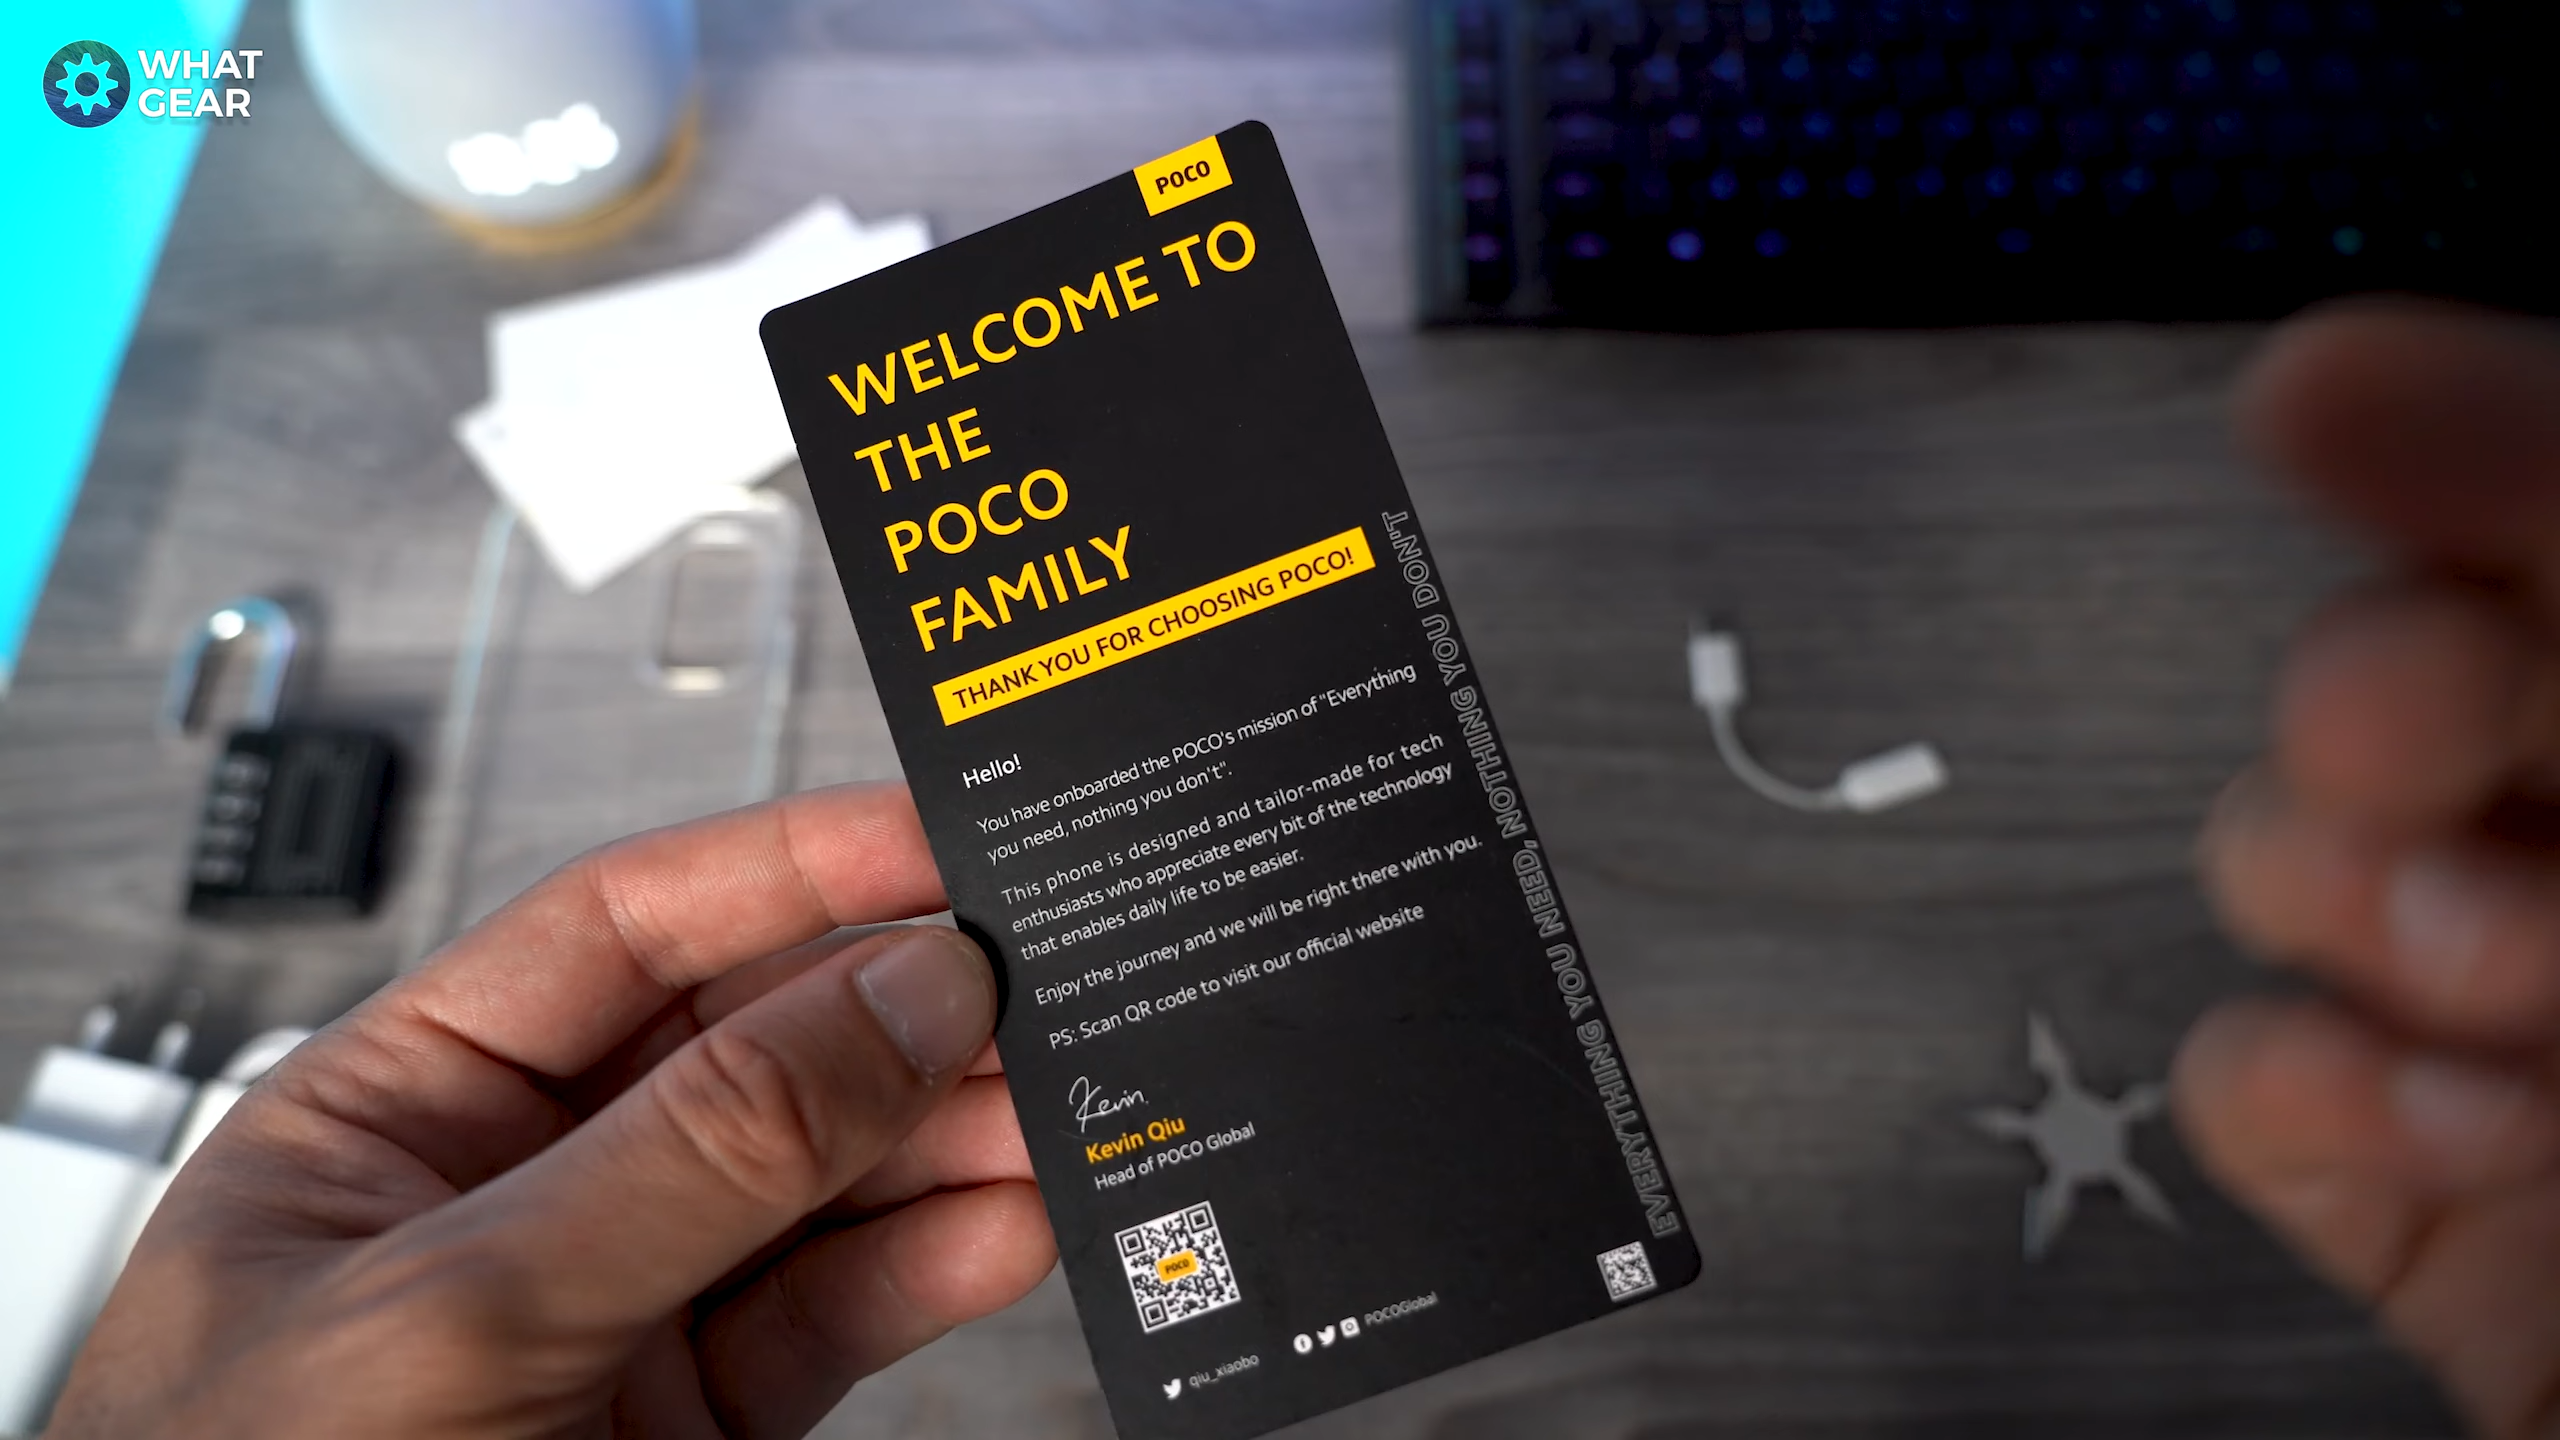 WHAT
GEAR
POCO
WELCOME TO
THE
POCO
FAMILY
THANK YOU FOR CHOOSING POCO!
Hello!
You have onboarded the POCO's mission of "Everything
you need, nothing you don't".
This phone is designed and tailor-made for tech
enthusiasts who appreciate every bit of the technology
that enables daily life to be easier.
Enjoy the journey and we will be right there with you.
PS: Scan QR code to visit our official website
Kevin
Kevin Qiu
Head of POCO Global
POCO
qiu_xiaobo
POCOGlobal
EVERYTHING YOU NEED, NOTHING YOU DON'T